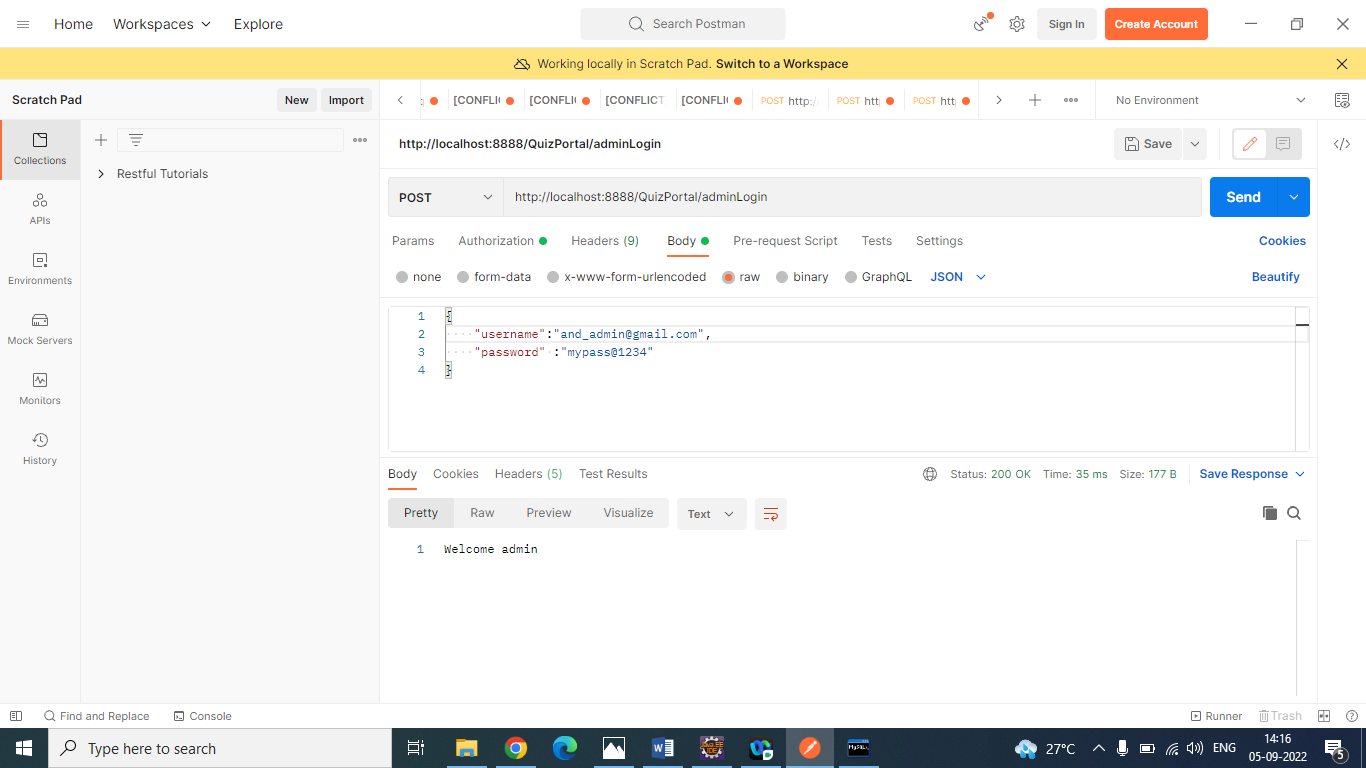 Home Workspaces Explore Search Postman Sign In Create Account
Working locally in Scratch Pad. Switch to a Workspace
Scratch Pad New Import
[CONFLI [CONFLI [CONFLICT [CONFLI POST http:/ POST htt POST htt No Environment
Collections
APIs
Environments
Mock Servers
Monitors
History
Restful Tutorials
http://localhost:8888/QuizPortal/adminLogin Save
POST http://localhost:8888/QuizPortal/adminLogin Send
Params Authorization Headers (9) Body Pre-request Script Tests Settings Cookies
none form-data x-www-form-urlencoded raw binary GraphQL JSON Beautify
1 {
2 "username":"and_admin@gmail.com",
3 "password" :"mypass@1234"
4 }
Body Cookies Headers (5) Test Results Status: 200 OK Time: 35 ms Size: 177 B Save Response
Pretty Raw Preview Visualize Text
1 Welcome admin
Find and Replace Console Runner Trash
Type here to search 27°C ENG 14:16
05-09-2022 5